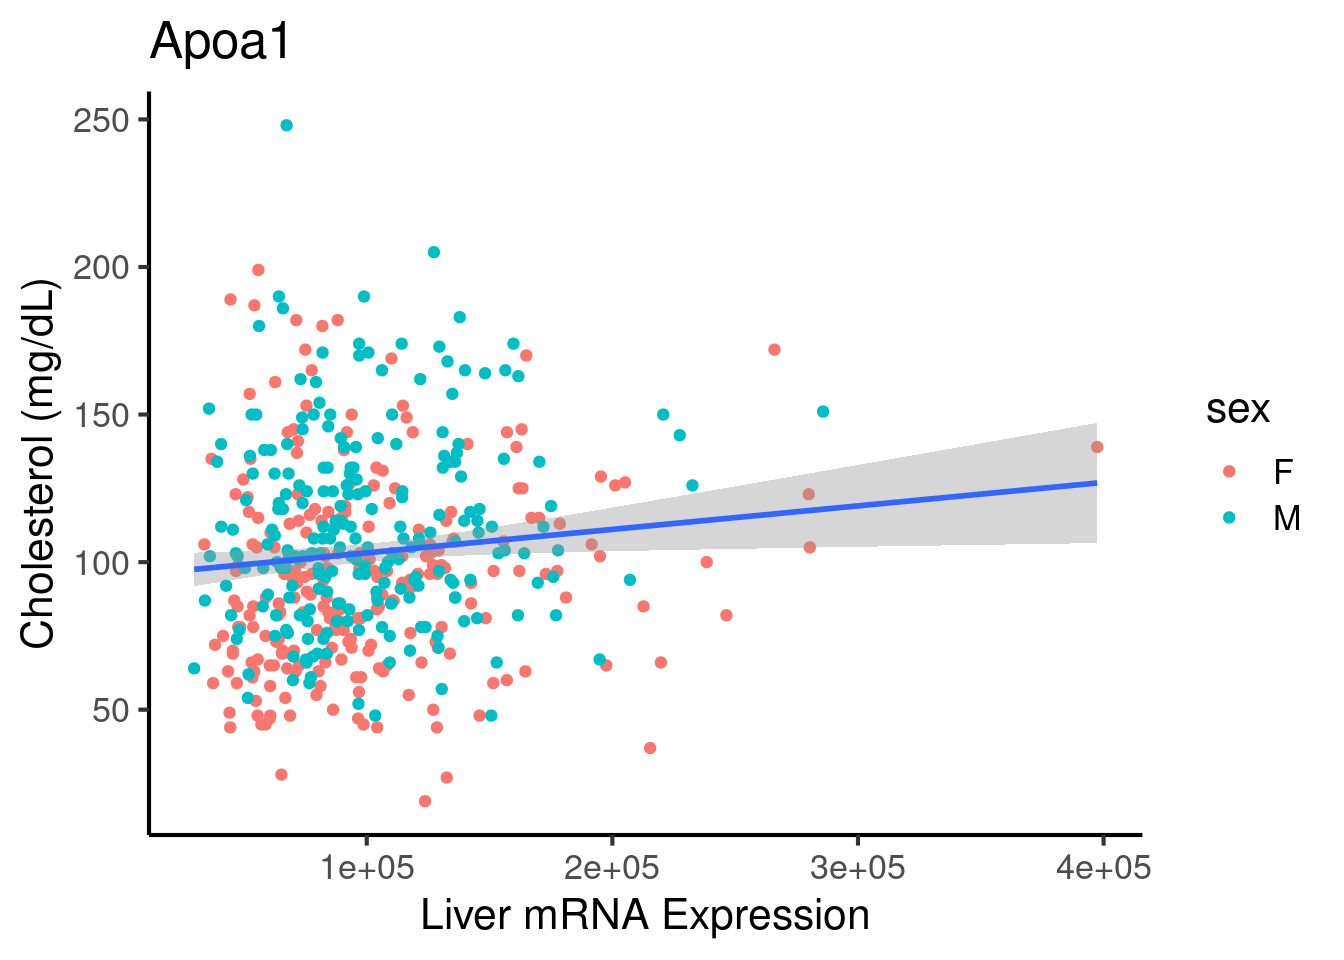 Apoa1
250
200
150
100
50
Cholesterol (mg/dL)
1e+05 2e+05 3e+05 4e+05
Liver mRNA Expression
sex
F
M